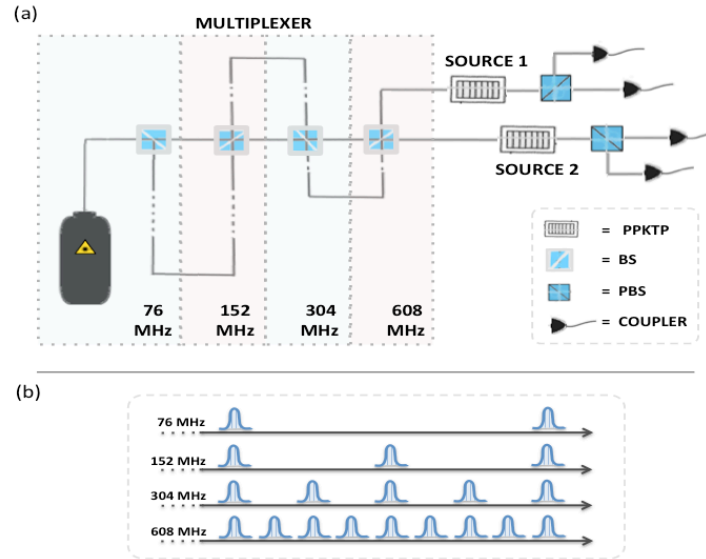 (a)
MULTIPLEXER
SOURCE 1
SOURCE 2
76 MHz
152 MHz
304 MHz
608 MHz
= PPKTP
= BS
= PBS
= COUPLER
(b)
76 MHz
152 MHz
304 MHz
608 MHz